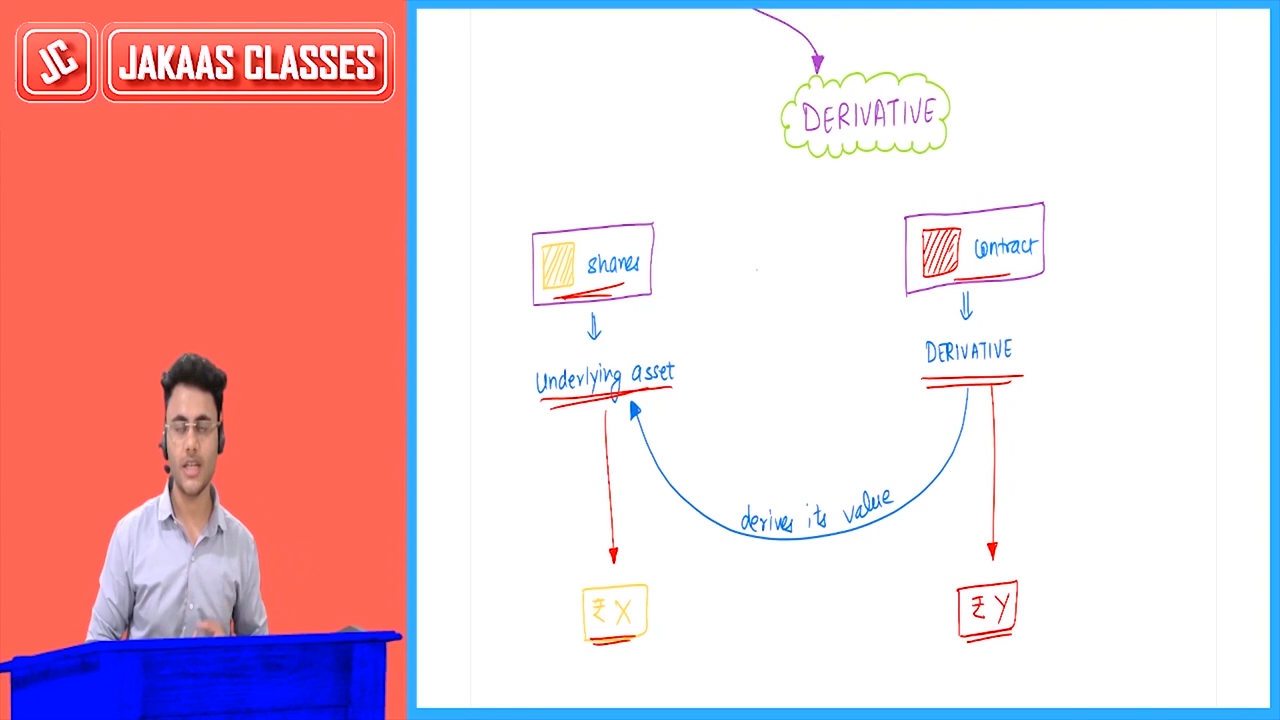 JC
JAKAAS CLASSES
DERIVATIVE
shares
contract
Underlying asset
DERIVATIVE
derives its value
₹ X
₹ Y